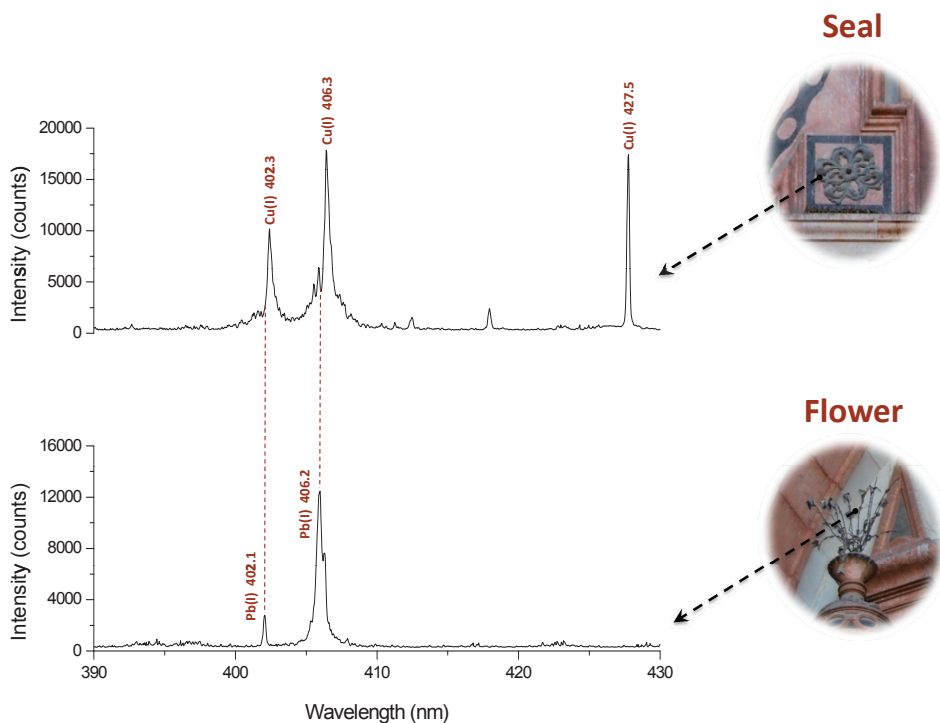 Seal
Cu(I) 402.3
Cu(I) 406.3
Cu(I) 427.5
Intensity (counts)
20000
15000
10000
5000
0
Flower
Pb(I) 402.1
Pb(I) 406.2
Intensity (counts)
16000
12000
8000
4000
0
390
400
410
420
430
Wavelength (nm)